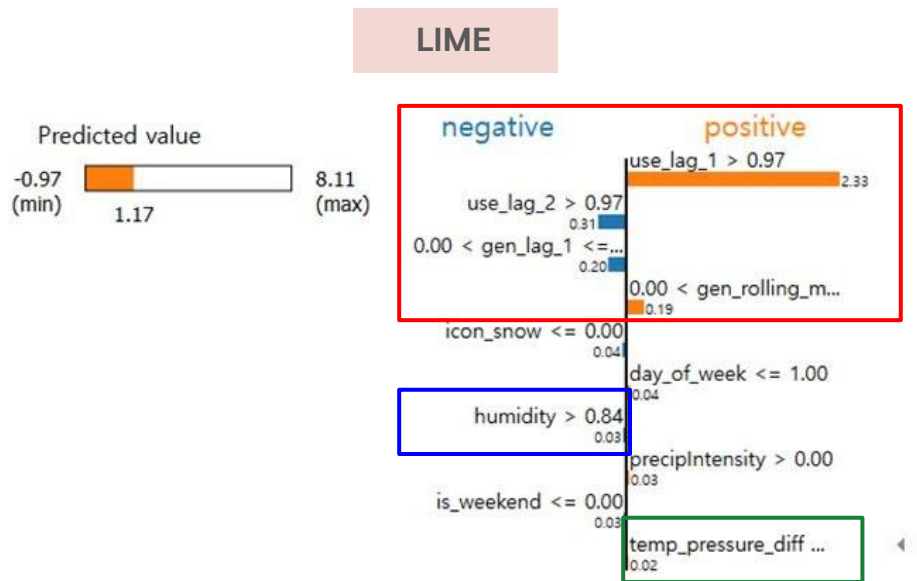 LIME
Predicted value
-0.97
(min)
1.17
8.11
(max)
negative
positive
use_lag_1 > 0.97
2.33
use_lag_2 > 0.97
0.31
0.00 < gen_lag_1 <=...
0.20
0.00 < gen_rolling_m...
0.19
icon_snow <= 0.00
0.04
day_of_week <= 1.00
0.04
humidity > 0.84
0.03
precipIntensity > 0.00
0.03
is_weekend <= 0.00
0.03
temp_pressure_diff ...
0.02